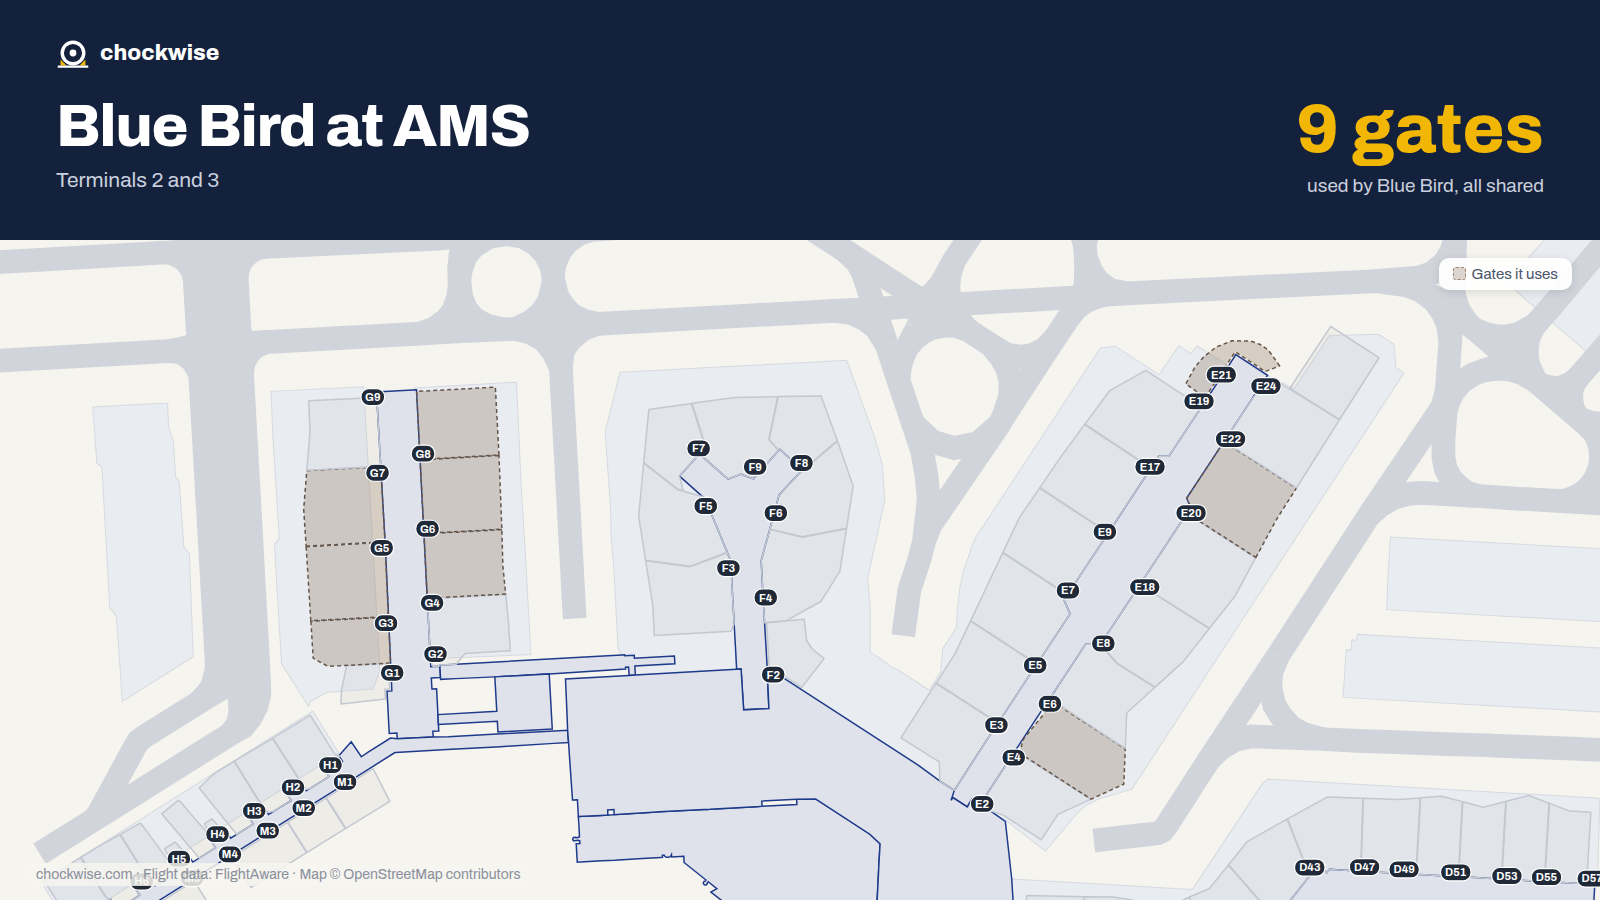 chockwise
Blue Bird at AMS
Terminals 2 and 3
9 gates
used by Blue Bird, all shared
Gates it uses
G9
G8
G7
G6
G5
G4
G3
G2
G1
F7
F9
F8
F5
F6
F3
F4
F2
E21
E24
E19
E22
E17
E20
E9
E7
E18
E8
E5
E6
E3
E4
E2
H1
M1
H2
M2
H3
M3
H4
M4
H5
D43
D47
D49
D51
D53
D55
D57
chockwise.com · Flight data: FlightAware · Map © OpenStreetMap contributors